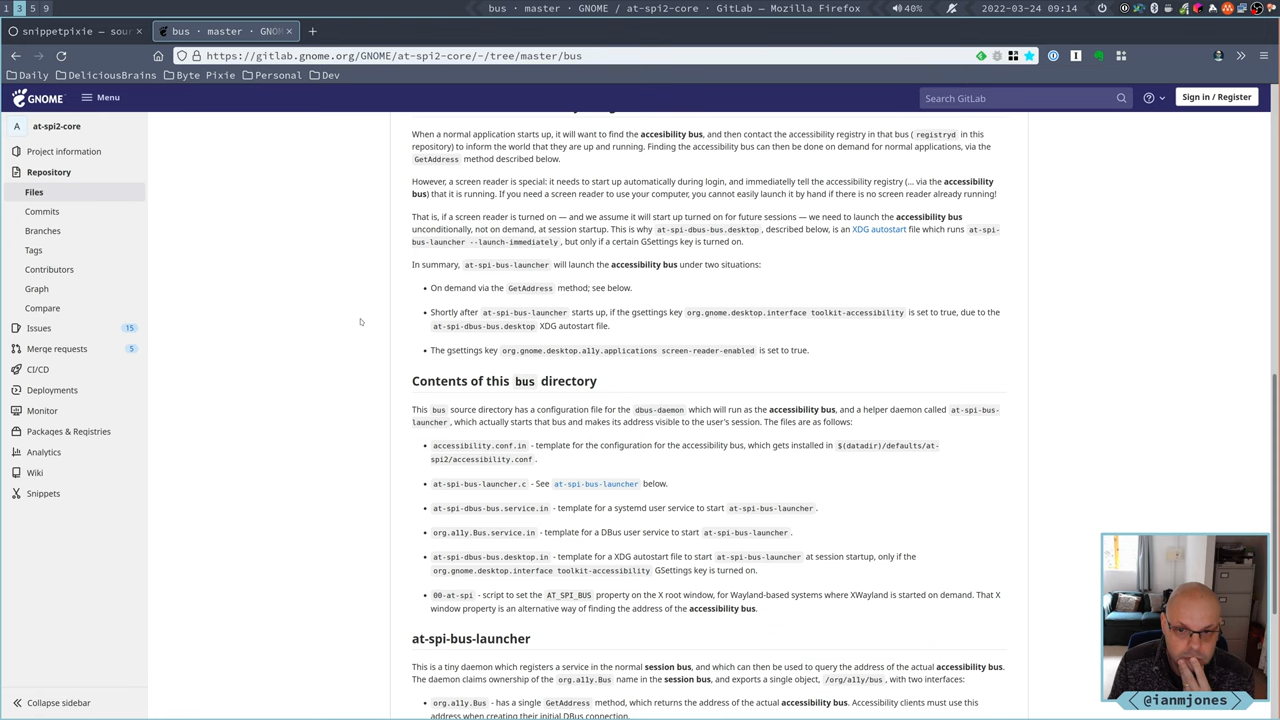 1 3 5 9
bus · master · GNOME / at-spi2-core · GitLab — Mozilla Firefox
40%
2022-03-24 09:14
snippetpixie — sour
bus · master · GNOM
https://gitlab.gnome.org/GNOME/at-spi2-core/-/tree/master/bus
Daily DeliciousBrains Byte Pixie Personal Dev
GNOME Menu Search GitLab Sign in / Register
A at-spi2-core
Project information
Repository
Files
Commits
Branches
Tags
Contributors
Graph
Compare
Issues 15
Merge requests 5
CI/CD
Deployments
Monitor
Packages & Registries
Analytics
Wiki
Snippets
Collapse sidebar
When a normal application starts up, it will want to find the accesibility bus, and then contact the accessibility registry in that bus ( registryd in this
repository) to inform the world that they are up and running. Finding the accessibility bus can then be done on demand for normal applications, via the
GetAddress method described below.
However, a screen reader is special: it needs to start up automatically during login, and immediatelly tell the accessibility registry (... via the accessibility
bus) that it is running. If you need a screen reader to use your computer, you cannot easily launch it by hand if there is no screen reader already running!
That is, if a screen reader is turned on — and we assume it will start up turned on for future sessions — we need to launch the accessibility bus
unconditionally, not on demand, at session startup. This is why at-spi-dbus-bus.desktop, described below, is an XDG autostart file which runs at-spi-
bus-launcher --launch-immediately, but only if a certain GSettings key is turned on.
In summary, at-spi-bus-launcher will launch the accessibility bus under two situations:
• On demand via the GetAddress method; see below.
• Shortly after at-spi-bus-launcher starts up, if the gsettings key org.gnome.desktop.interface toolkit-accessibility is set to true, due to the
at-spi-dbus-bus.desktop XDG autostart file.
• The gsettings key org.gnome.desktop.a11y.applications screen-reader-enabled is set to true.
Contents of this bus directory
This bus source directory has a configuration file for the dbus-daemon which will run as the accessibility bus, and a helper daemon called at-spi-bus-
launcher, which actually starts that bus and makes its address visible to the user's session. The files are as follows:
• accessibility.conf.in - template for the configuration for the accessibility bus, which gets installed in $(datadir)/defaults/at-
spi2/accessibility.conf.
• at-spi-bus-launcher.c - See at-spi-bus-launcher below.
• at-spi-dbus-bus.service.in - template for a systemd user service to start at-spi-bus-launcher.
• org.a11y.Bus.service.in - template for a DBus user service to start at-spi-bus-launcher.
• at-spi-dbus-bus.desktop.in - template for a XDG autostart file to start at-spi-bus-launcher at session startup, only if the
org.gnome.desktop.interface toolkit-accessibility GSettings key is turned on.
• 00-at-spi - script to set the AT_SPI_BUS property on the X root window, for Wayland-based systems where XWayland is started on demand. That X
window property is an alternative way of finding the address of the accessibility bus.
at-spi-bus-launcher
This is a tiny daemon which registers a service in the normal session bus, and which can then be used to query the address of the actual accessibility bus.
The daemon claims ownership of the org.a11y.Bus name in the session bus, and exports a single object, /org/a11y/bus, with two interfaces:
• org.a11y.Bus - has a single GetAddress method, which returns the address of the actual accessibility bus. Accessibility clients must use this
address when creating their initial DBus connection.
@ianmjones